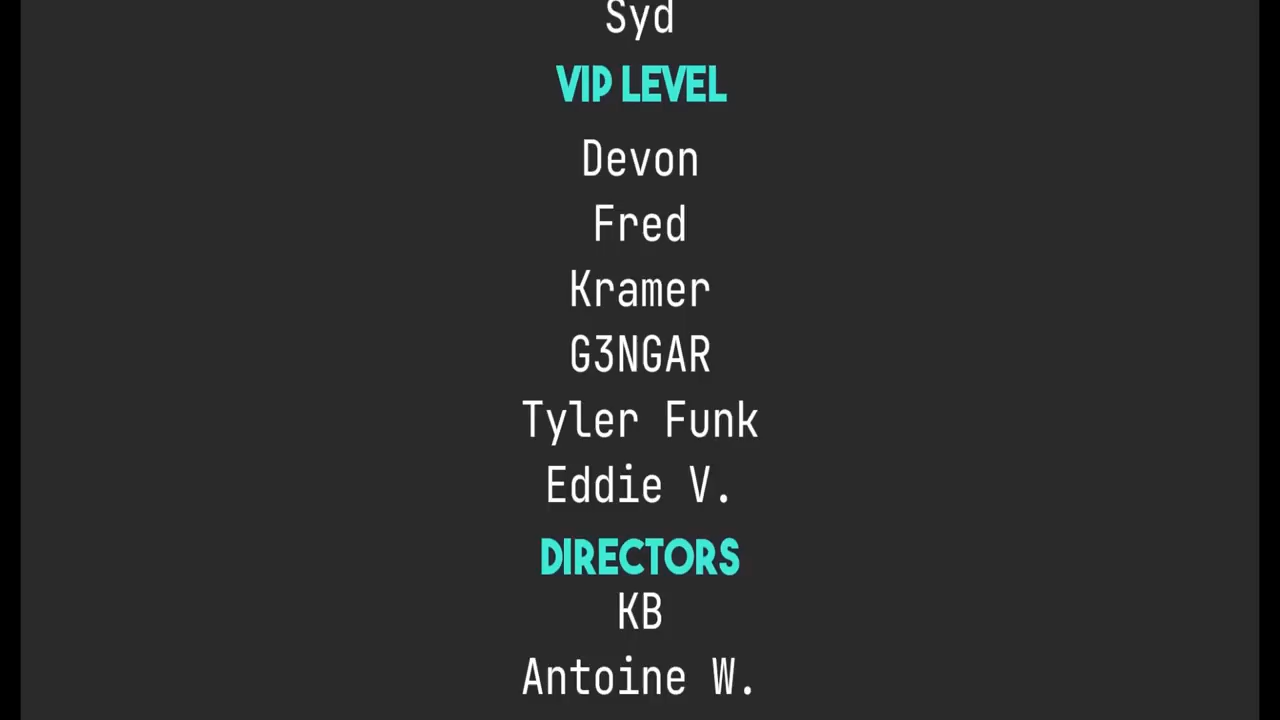 Syd
VIP LEVEL
Devon
Fred
Kramer
G3NGAR
Tyler Funk
Eddie V.
DIRECTORS
KB
Antoine W.